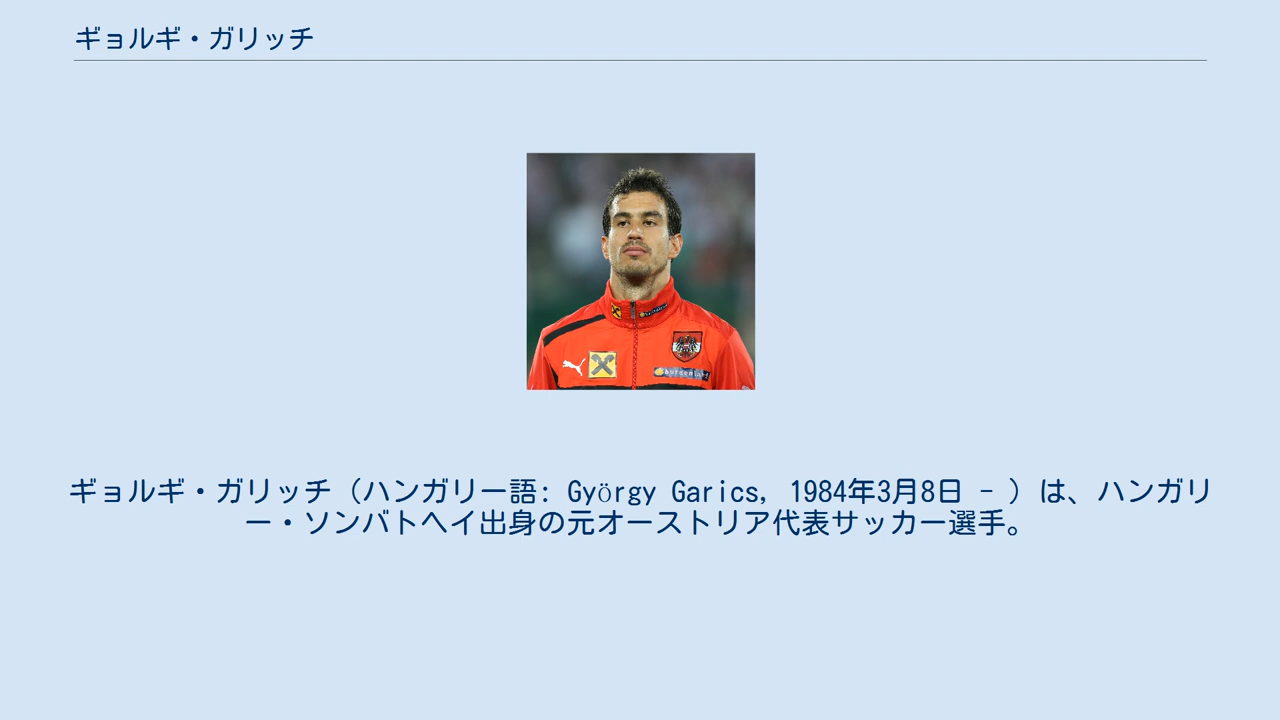 ギョルギ・ガリッチ
ギョルギ・ガリッチ（ハンガリー語: György Garics, 1984年3月8日 - ）は、ハンガリ
ー・ソンバトヘイ出身の元オーストリア代表サッカー選手。